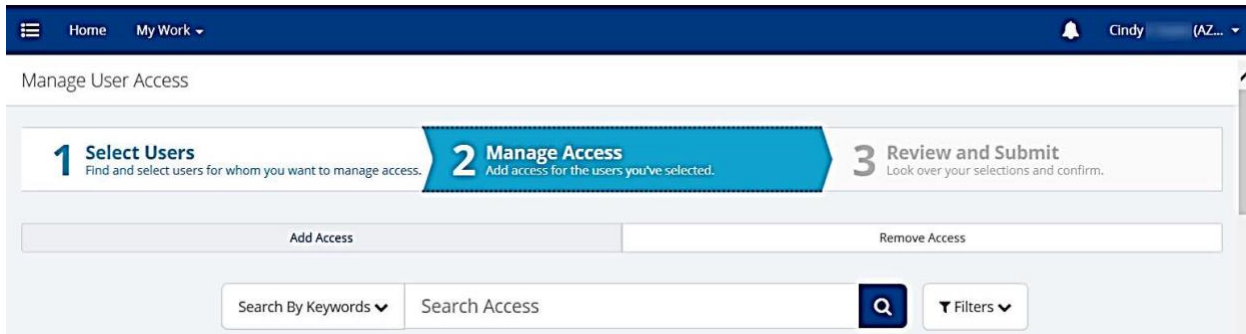 Home My Work Cindy (AZ...
Manage User Access
1 Select Users
Find and select users for whom you want to manage access.
2 Manage Access
Add access for the users you've selected.
3 Review and Submit
Look over your selections and confirm.
Add Access Remove Access
Search By Keywords Search Access Filters